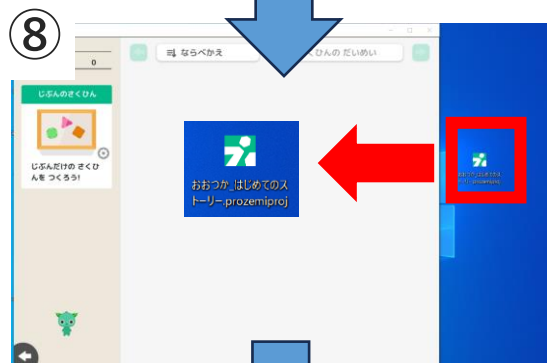 ⑧
0
ならべかえ
くひんの だいめい
じぶんのさくひん
じぶんだけの さくひ
んを つくろう!
おおつか_はじめてのス
トーリー.prozemiproj